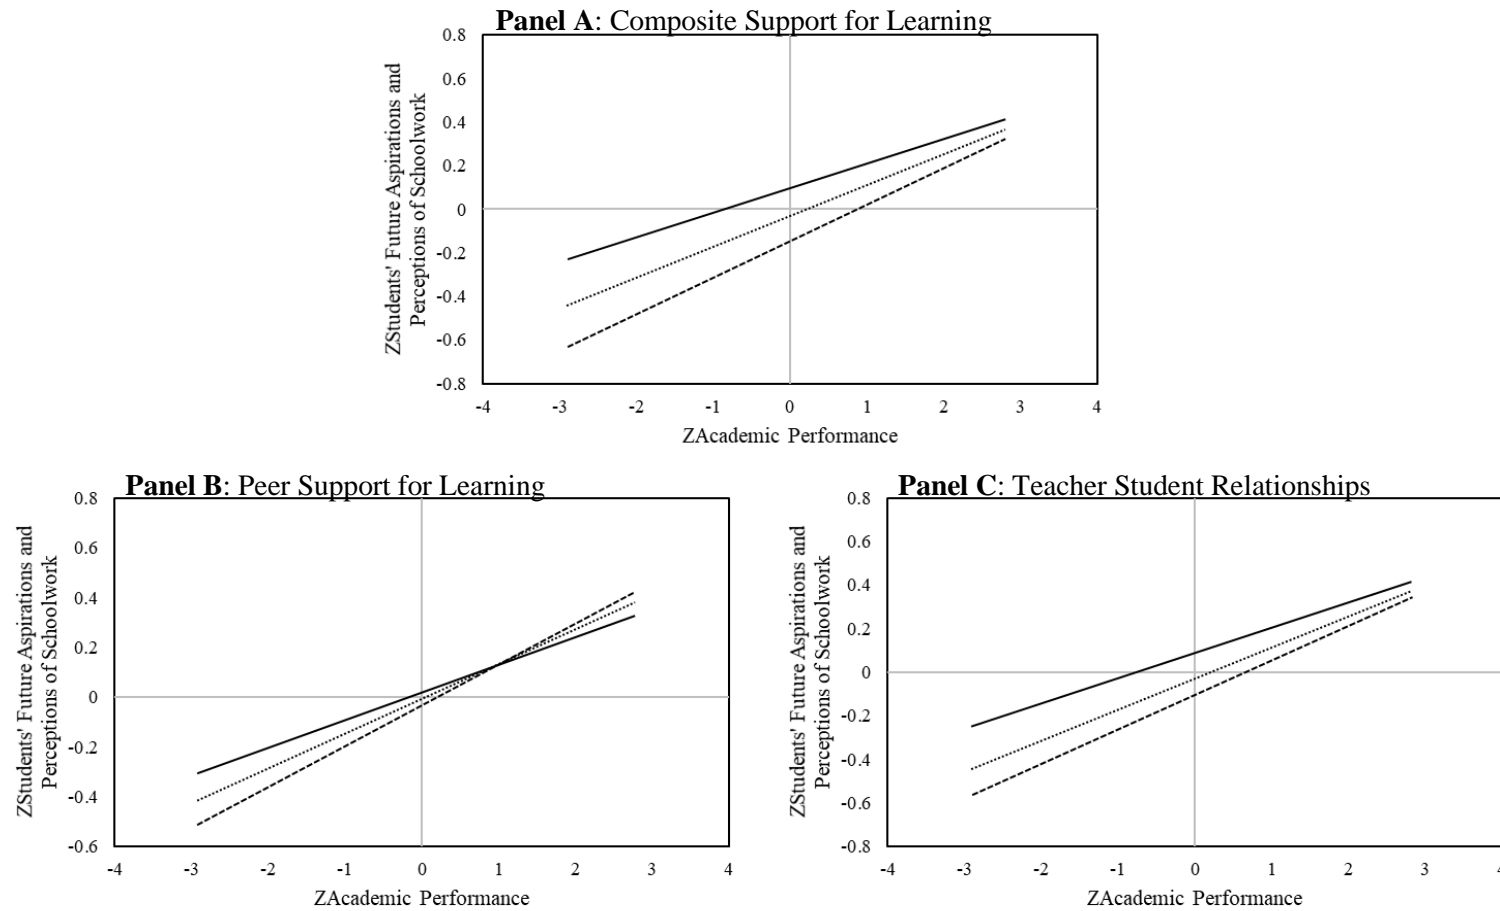 Panel A: Composite Support for Learning
0.8
0.6
0.4
0.2
0
-0.2
-0.4
-0.6
-0.8
ZStudents' Future Aspirations and
Perceptions of Schoolwork
-4 -3 -2 -1 0 1 2 3 4
ZAcademic Performance
Panel B: Peer Support for Learning
0.8
0.6
0.4
0.2
0
-0.2
-0.4
-0.6
ZStudents' Future Aspirations and
Perceptions of Schoolwork
-4 -3 -2 -1 0 1 2 3 4
ZAcademic Performance
Panel C: Teacher Student Relationships
0.8
0.6
0.4
0.2
0
-0.2
-0.4
-0.6
-0.8
ZStudents' Future Aspirations and
Perceptions of Schoolwork
-4 -3 -2 -1 0 1 2 3 4
ZAcademic Performance